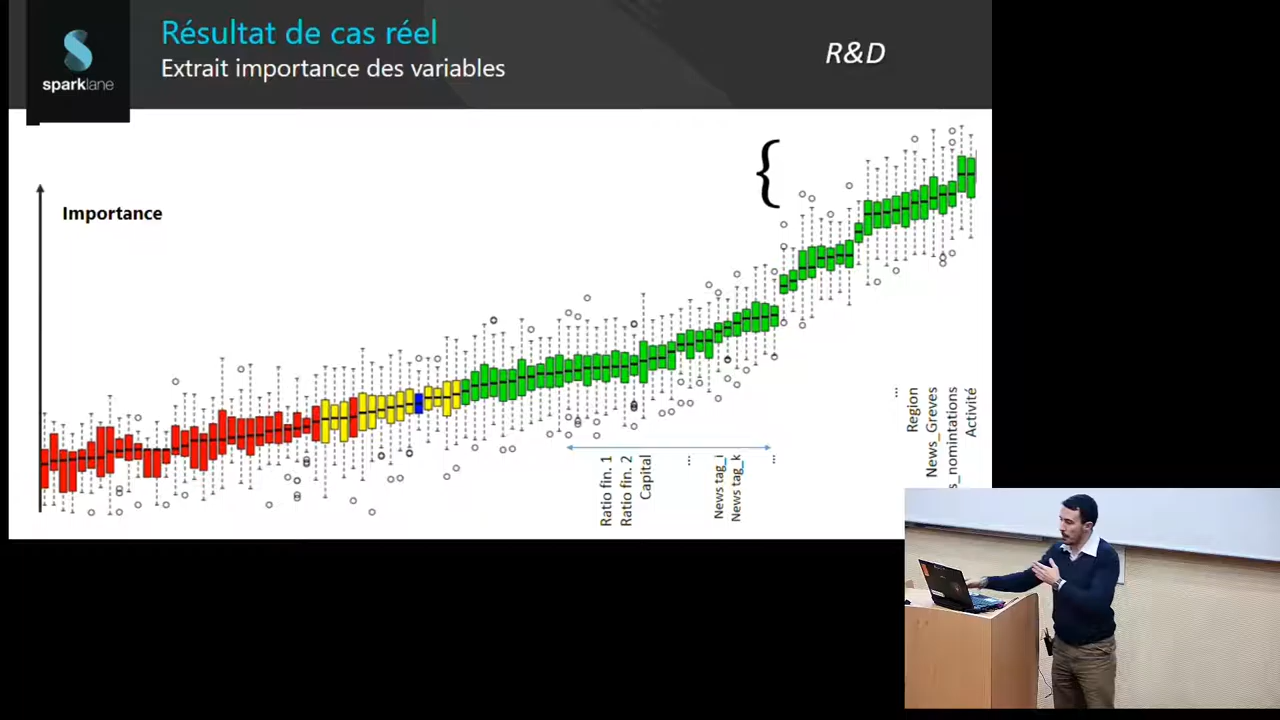 sparklane
Résultat de cas réel
Extrait importance des variables
R&D
{
Importance
Ratio fin. 1
Ratio fin. 2
Capital
...
News tag_i
News tag_k
...
...
Region
News_Greves
s_nomintations
Activité